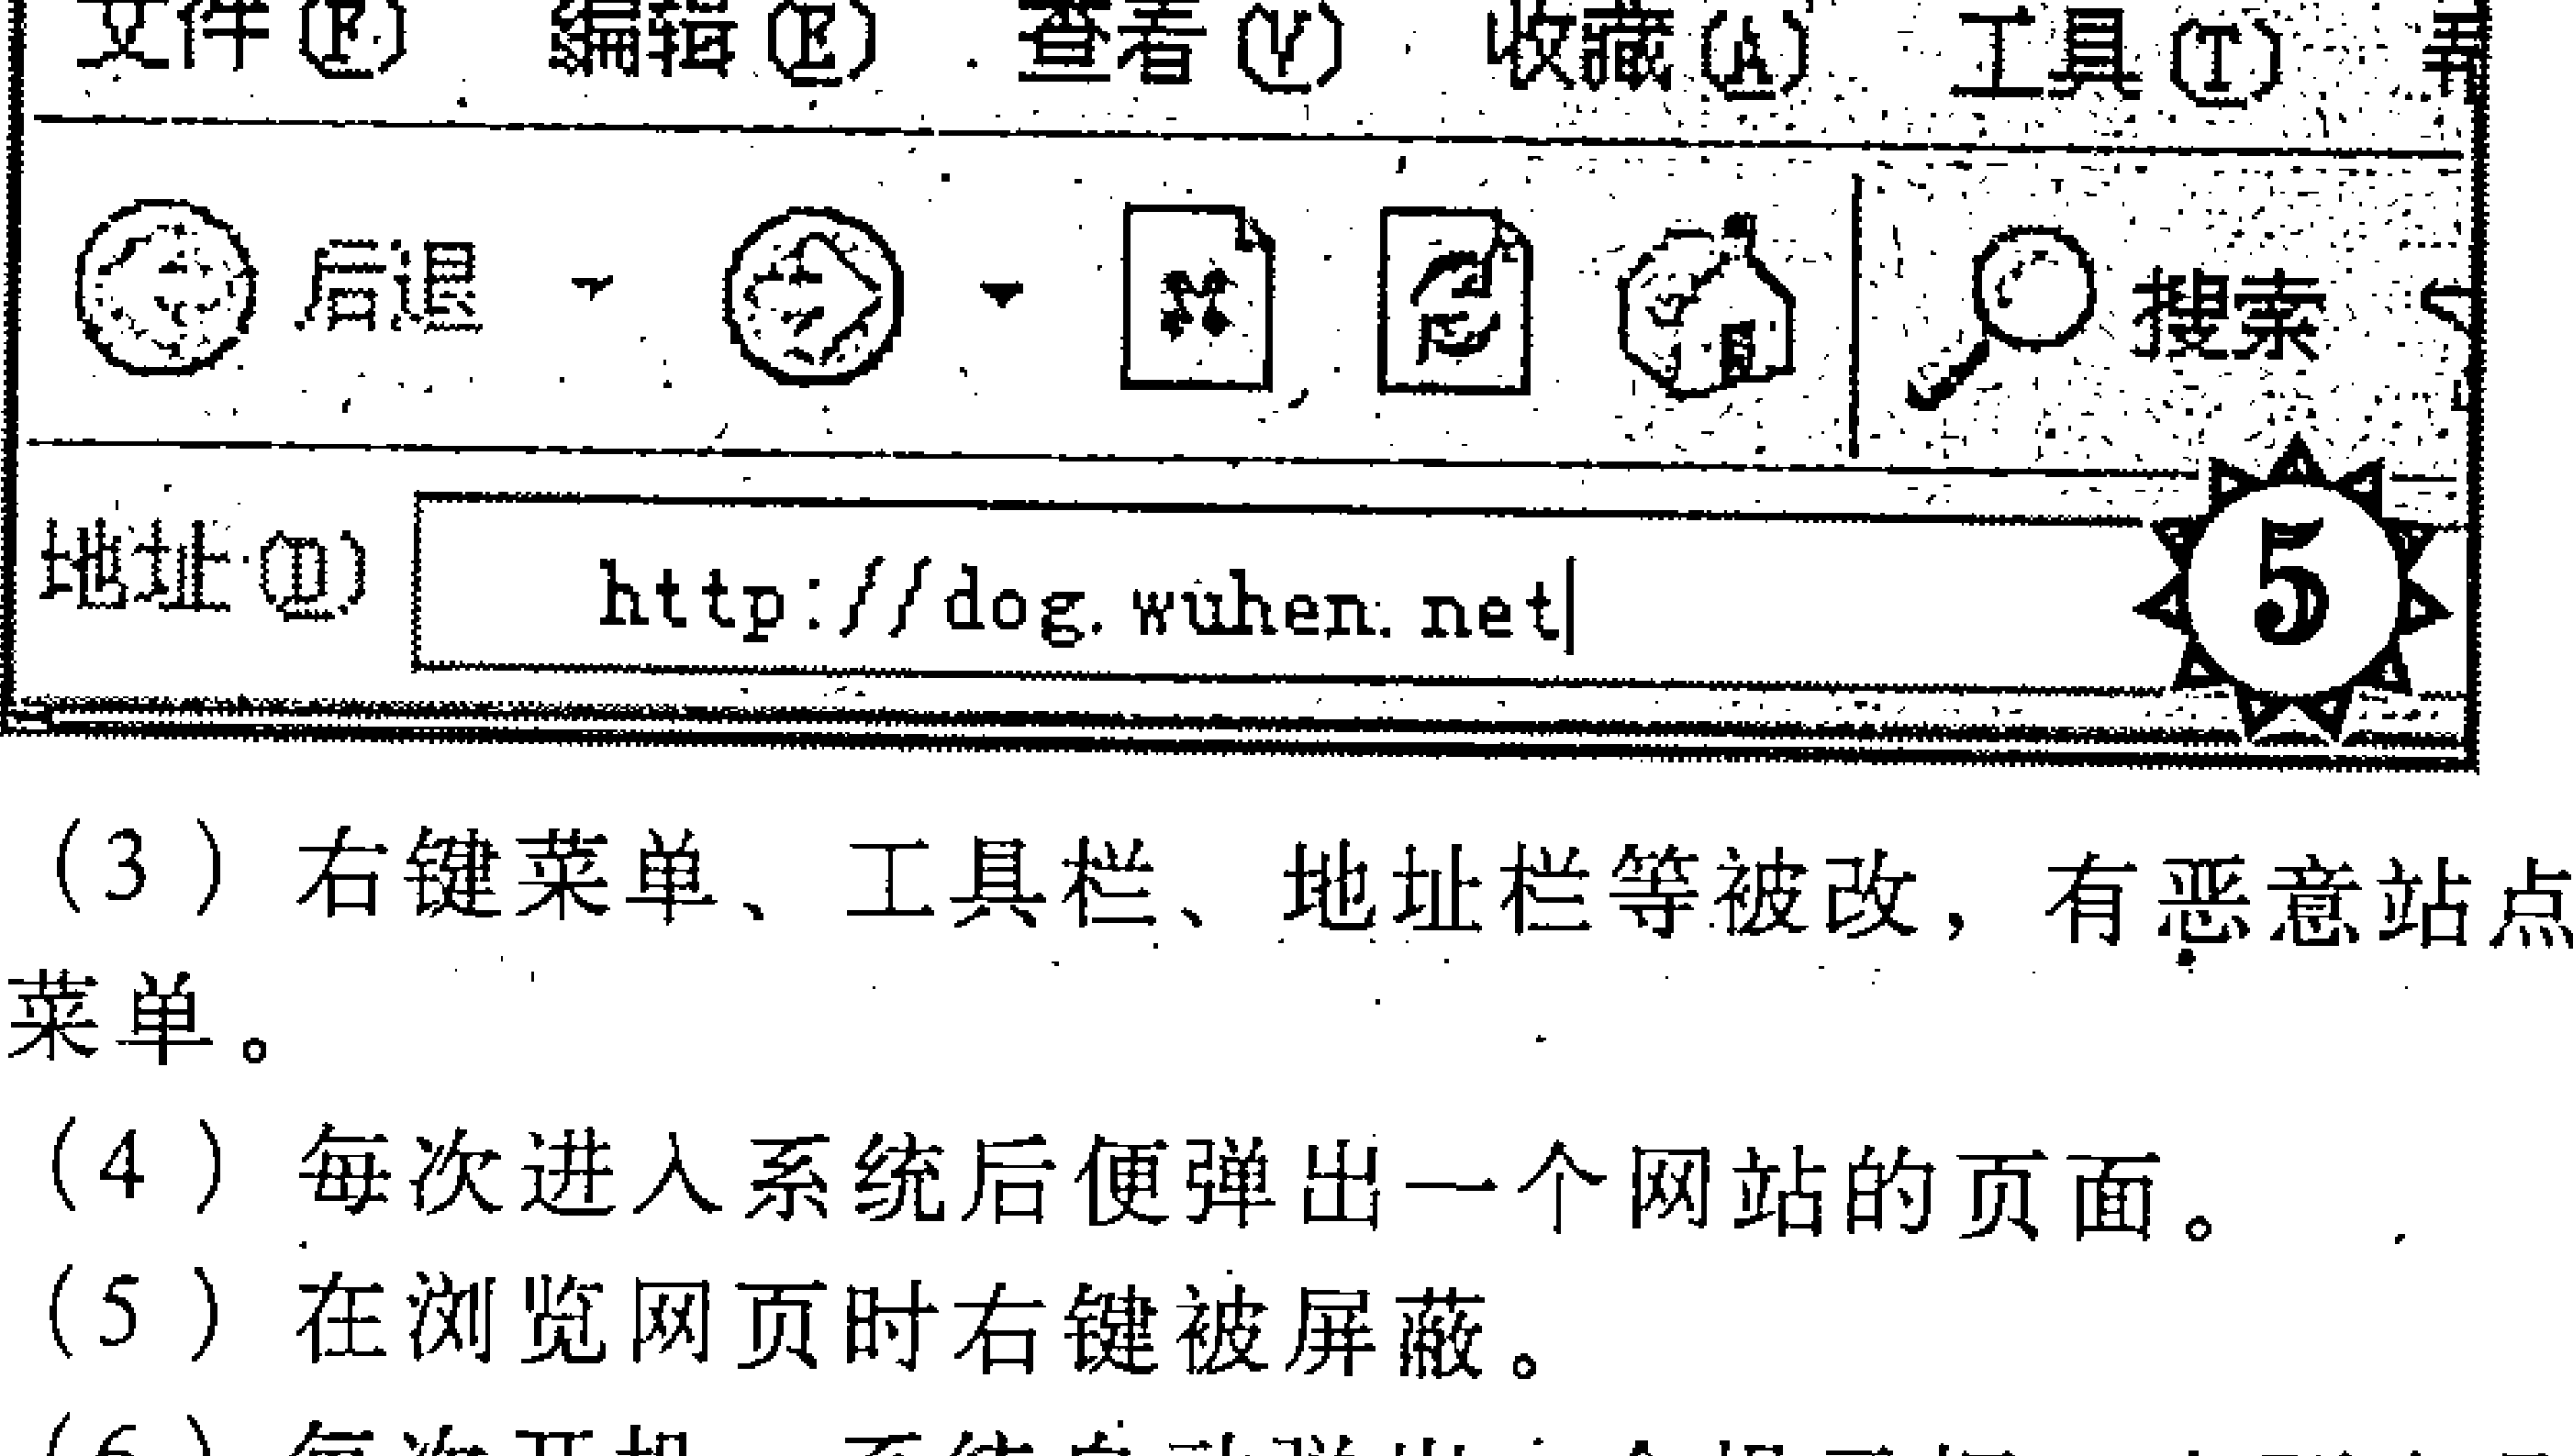 文件(F) 编辑(E) 查看(V) 收藏(A) 工具(T)
后退 搜索
地址(D) http://dog.wuhen.net
5
(3)右键菜单、工具栏、地址栏等被改，有恶意站点
菜单。
(4)每次进入系统后便弹出一个网站的页面。
(5)在浏览网页时右键被屏蔽。